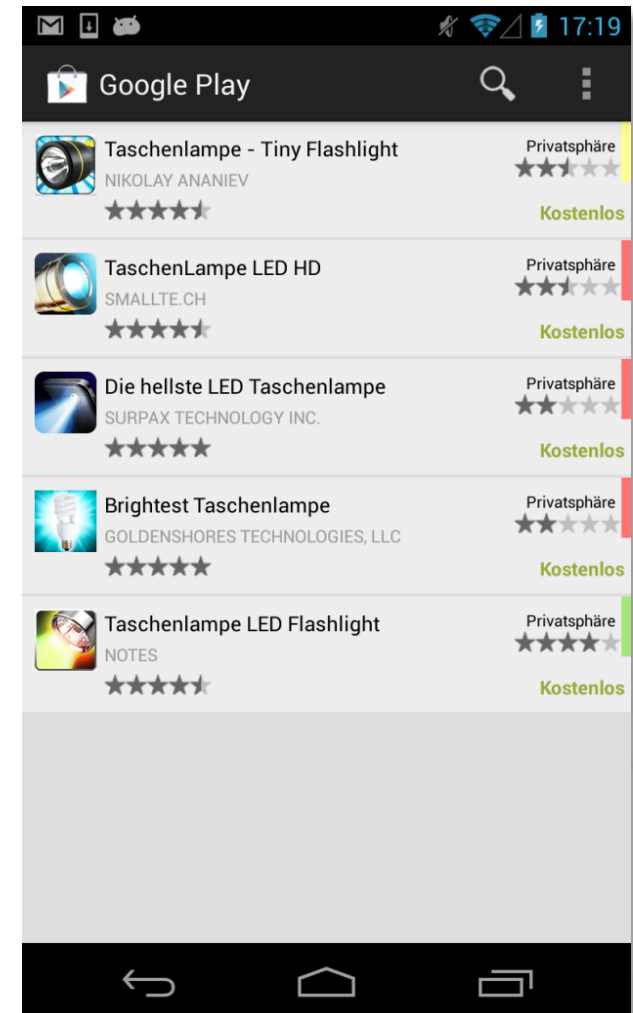 17:19
Google Play
Taschenlampe - Tiny Flashlight
Privatsphäre
NIKOLAY ANANIEV
Kostenlos
TaschenLampe LED HD
Privatsphäre
SMALLTE.CH
Kostenlos
Die hellste LED Taschenlampe
Privatsphäre
SURPAX TECHNOLOGY INC.
Kostenlos
Brightest Taschenlampe
Privatsphäre
GOLDENSHORES TECHNOLOGIES, LLC
Kostenlos
Taschenlampe LED Flashlight
Privatsphäre
NOTES
Kostenlos